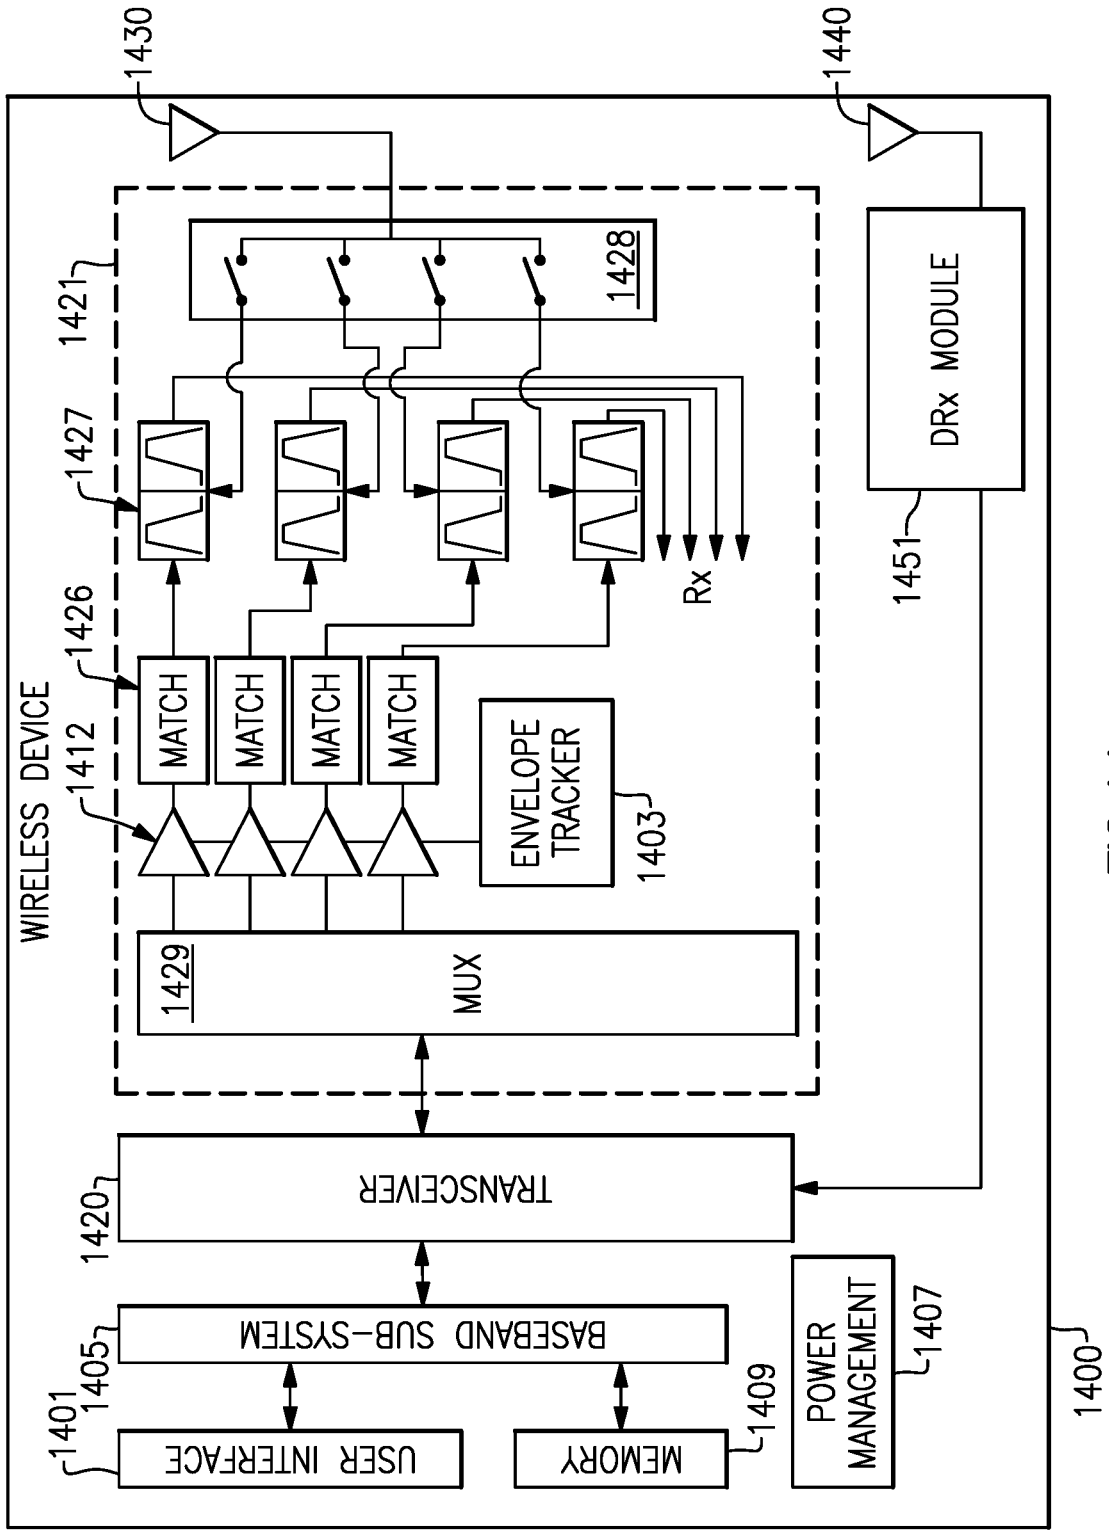 WIRELESS DEVICE
1401
USER INTERFACE
1405
BASEBAND SUB-SYSTEM
MEMORY
1409
POWER
MANAGEMENT
1407
1420
TRANSCEIVER
1421
1429
MUX
1412
1426
MATCH
MATCH
MATCH
MATCH
ENVELOPE
TRACKER
1403
1427
Rx
1428
1430
1440
DRx MODULE
1451
1400